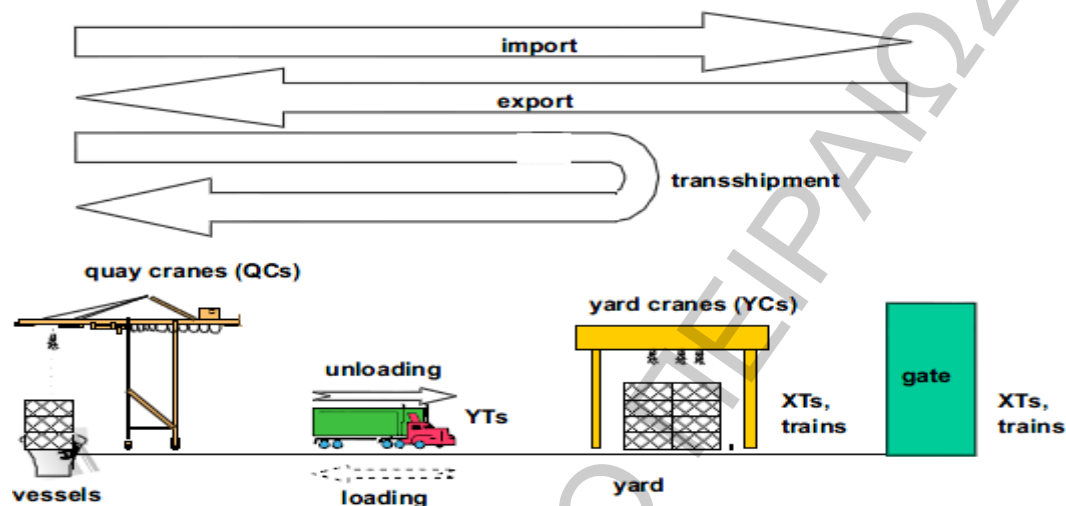 import
export
transshipment
quay cranes (QCs)
yard cranes (YCs)
unloading
YTs
XTs,
trains
gate
XTs,
trains
vessels
loading
yard
ΠΕΙΡΑΙΩΣ